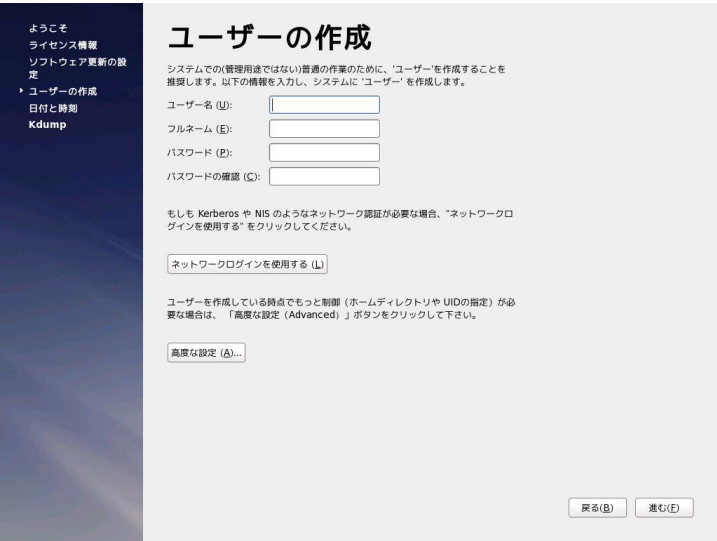 ようこそ
ライセンス情報
ソフトウェア更新の設
定
ユーザーの作成
日付と時刻
Kdump
ユーザーの作成
システムでの(管理用途ではない)普通の作業のために、'ユーザー'を作成することを
推奨します。以下の情報を入力し、システムに 'ユーザー' を作成します。
ユーザー名 (U):
フルネーム (E):
パスワード (P):
パスワードの確認 (C):
もしも Kerberos や NIS のようなネットワーク認証が必要な場合、"ネットワークロ
グインを使用する" をクリックしてください。
ネットワークログインを使用する (L)
ユーザーを作成している時点でもっと制御（ホームディレクトリや UIDの指定）が必
要な場合は、「高度な設定（Advanced）」ボタンをクリックして下さい。
高度な設定 (A)...
戻る(B)
進む(F)